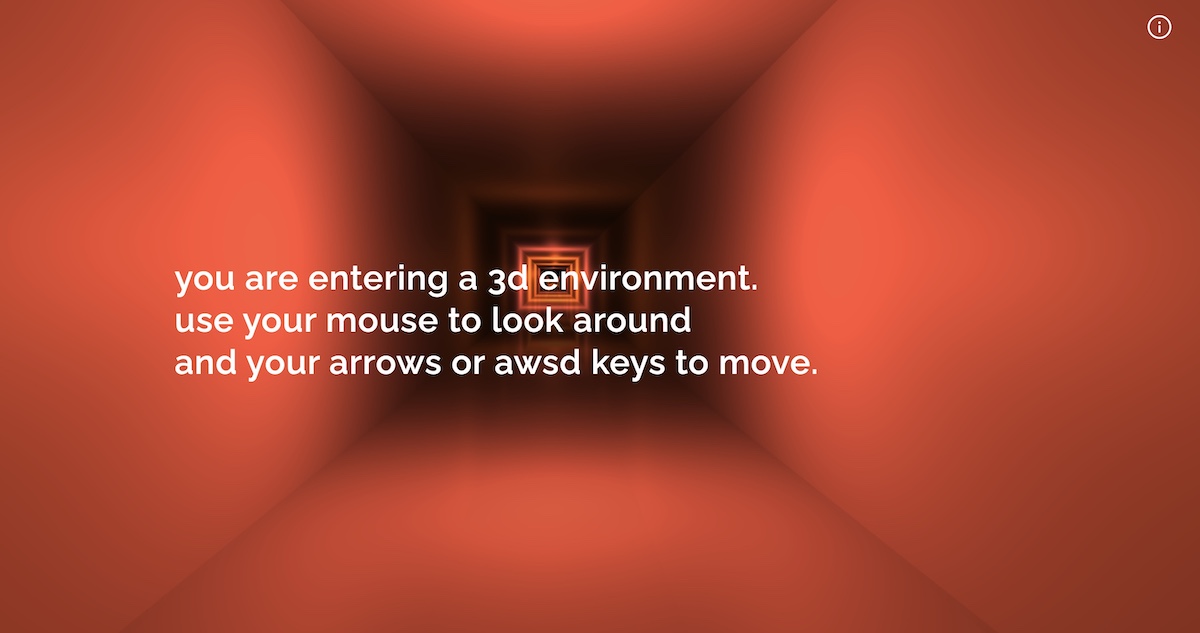 you are entering a 3d environment.
use your mouse to look around
and your arrows or awsd keys to move.